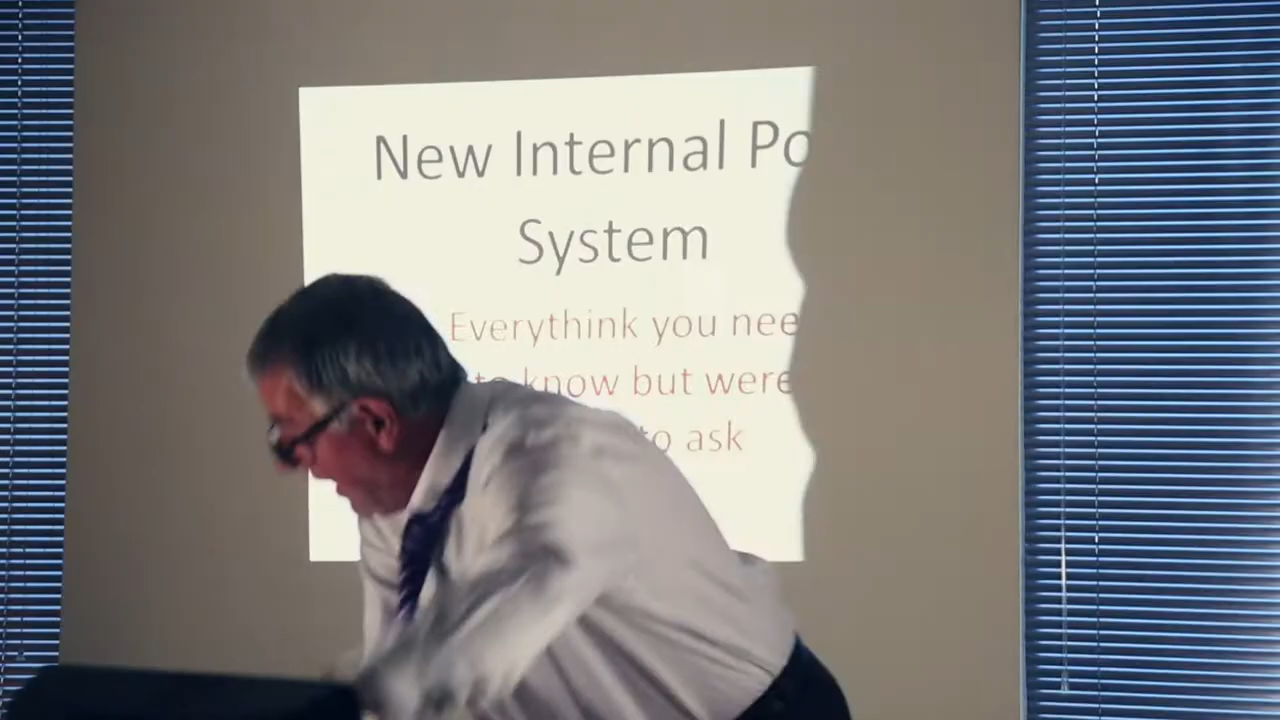 New Internal Po
System
Everythink you nee
to know but were
to ask